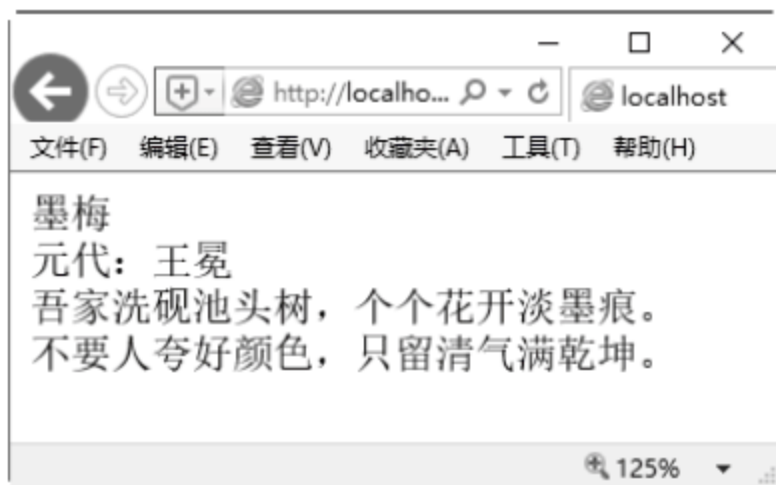 http://localho...
localhost
文件(F) 编辑(E) 查看(V) 收藏夹(A) 工具(T) 帮助(H)
墨梅
元代：王冕
吾家洗砚池头树，个个花开淡墨痕。
不要人夸好颜色，只留清气满乾坤。
125%